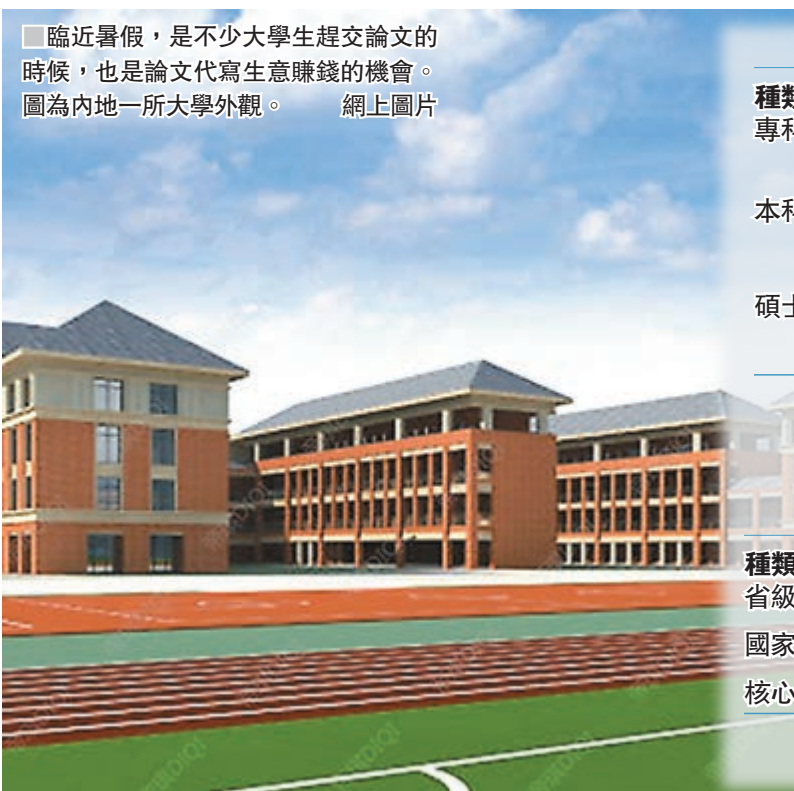 ■臨近暑假，是不少大學生趕交論文的
時候，也是論文代寫生意賺錢的機會。
圖為內地一所大學外觀。 網上圖片
種類
專科
本科
碩士
種類
省級
國家
核心